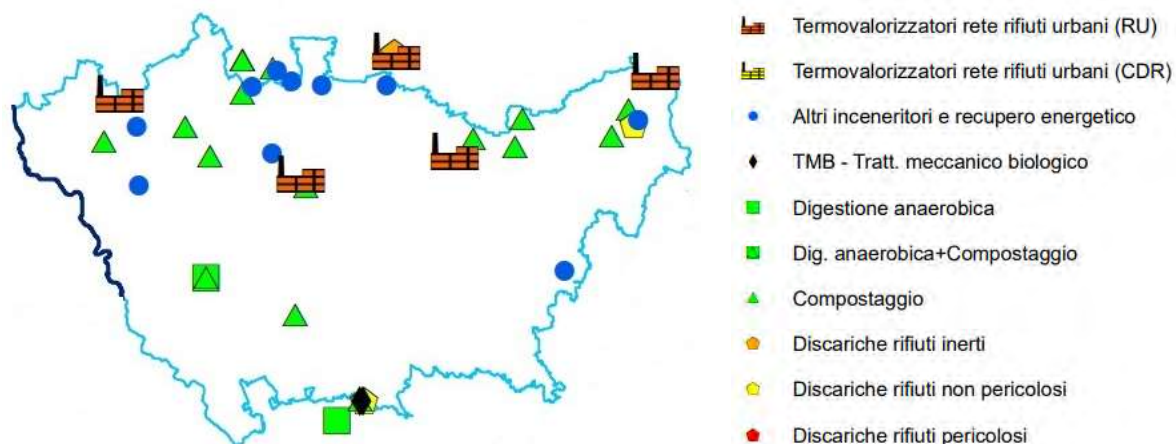 Termovalorizzatori rete rifiuti urbani (RU)
Termovalorizzatori rete rifiuti urbani (CDR)
Altri inceneritori e recupero energetico
TMB - Tratt. meccanico biologico
Digestione anaerobica
Dig. anaerobica+Compostaggio
Compostaggio
Discariche rifiuti inerti
Discariche rifiuti non pericolosi
Discariche rifiuti pericolosi